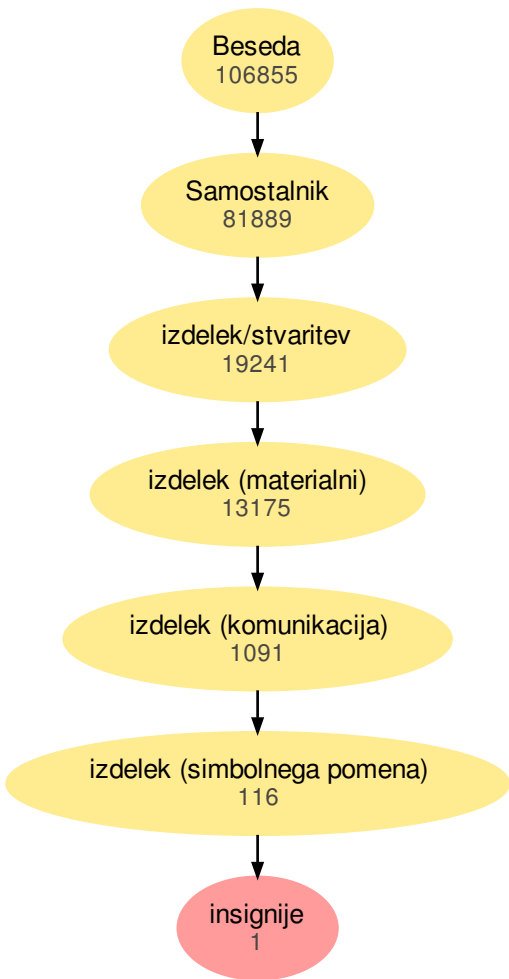 Beseda
106855
Samostalnik
81889
izdelek/stvaritev
19241
izdelek (materialni)
13175
izdelek (komunikacija)
1091
izdelek (simbolnega pomena)
116
insignije
1